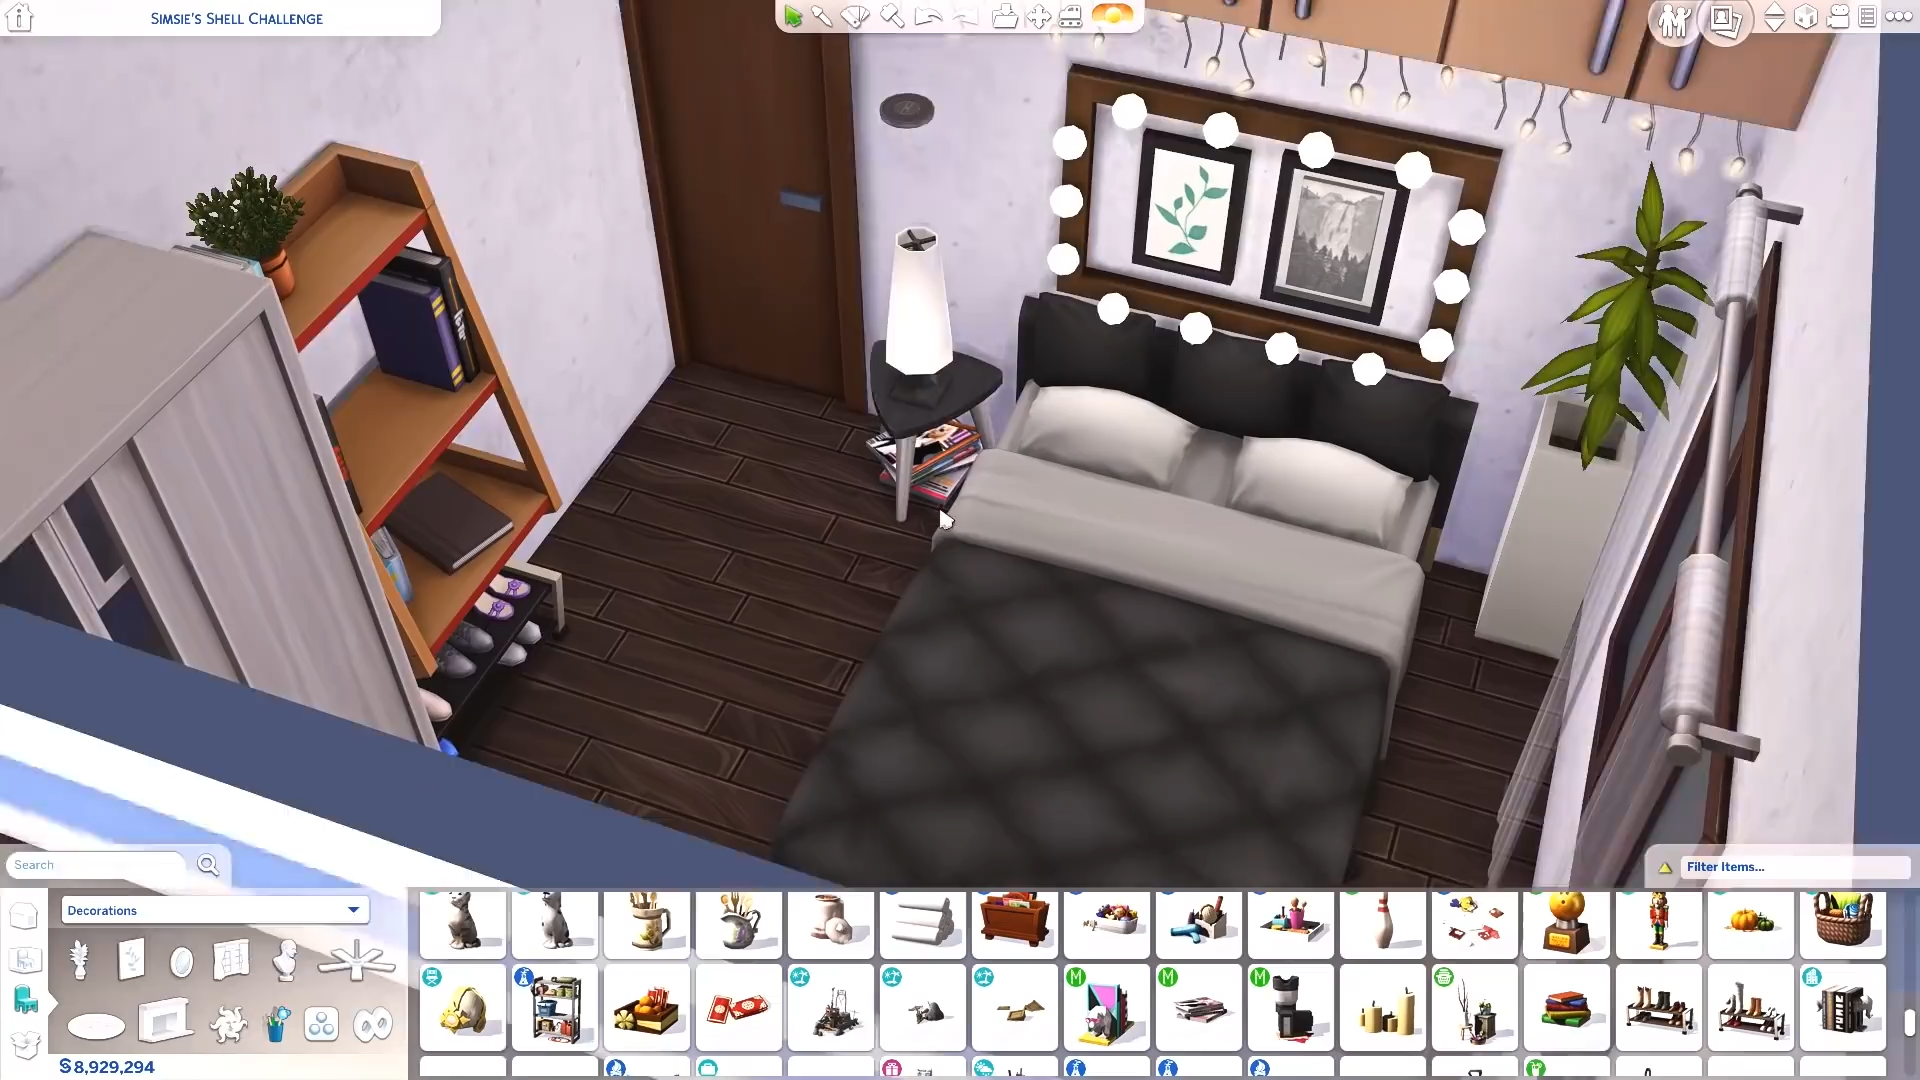 SIMSIE'S SHELL CHALLENGE
Search
Filter Items...
Decorations
§8,929,294